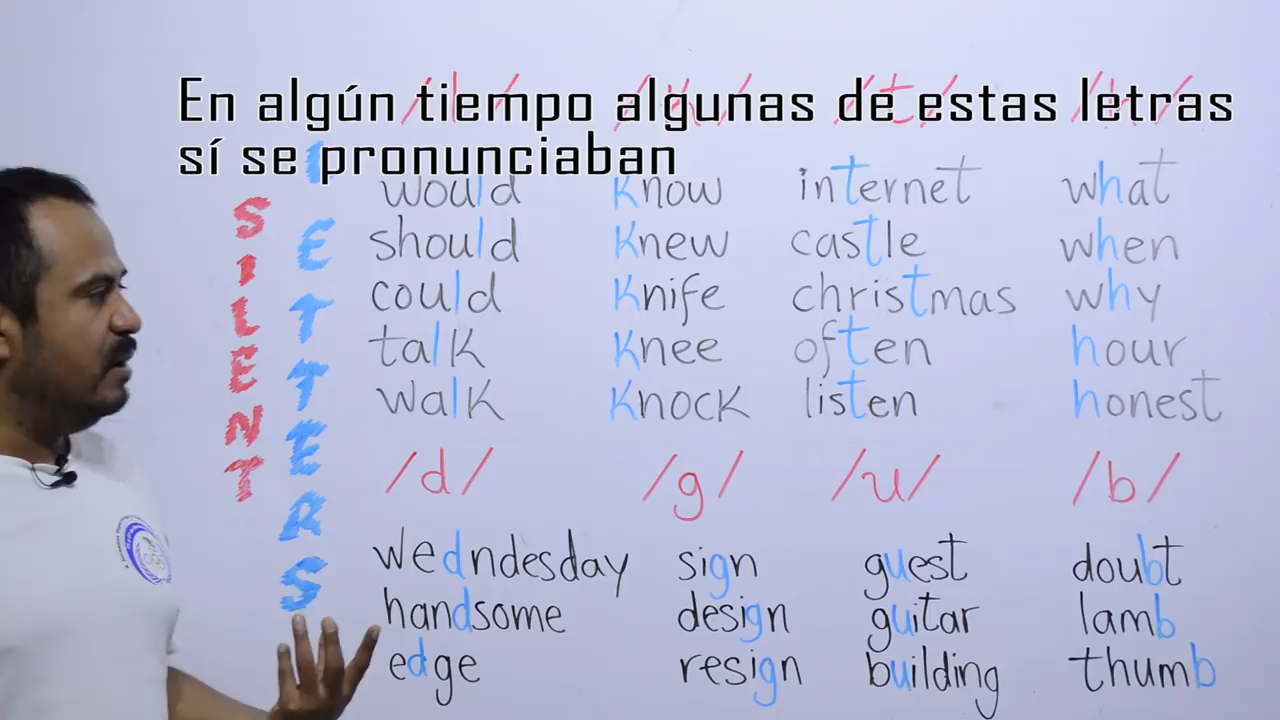 En algún tiempo algunas de estas letras
sí se pronunciaban
SILENT
LETTERS
/l/ /k/ /t/ /h/
would know internet what
should knew castle when
could knife christmas why
talk knee often hour
walk knock listen honest
/d/ /g/ /u/ /b/
wedndesday sign guest doubt
handsome design guitar lamb
edge resign building thumb